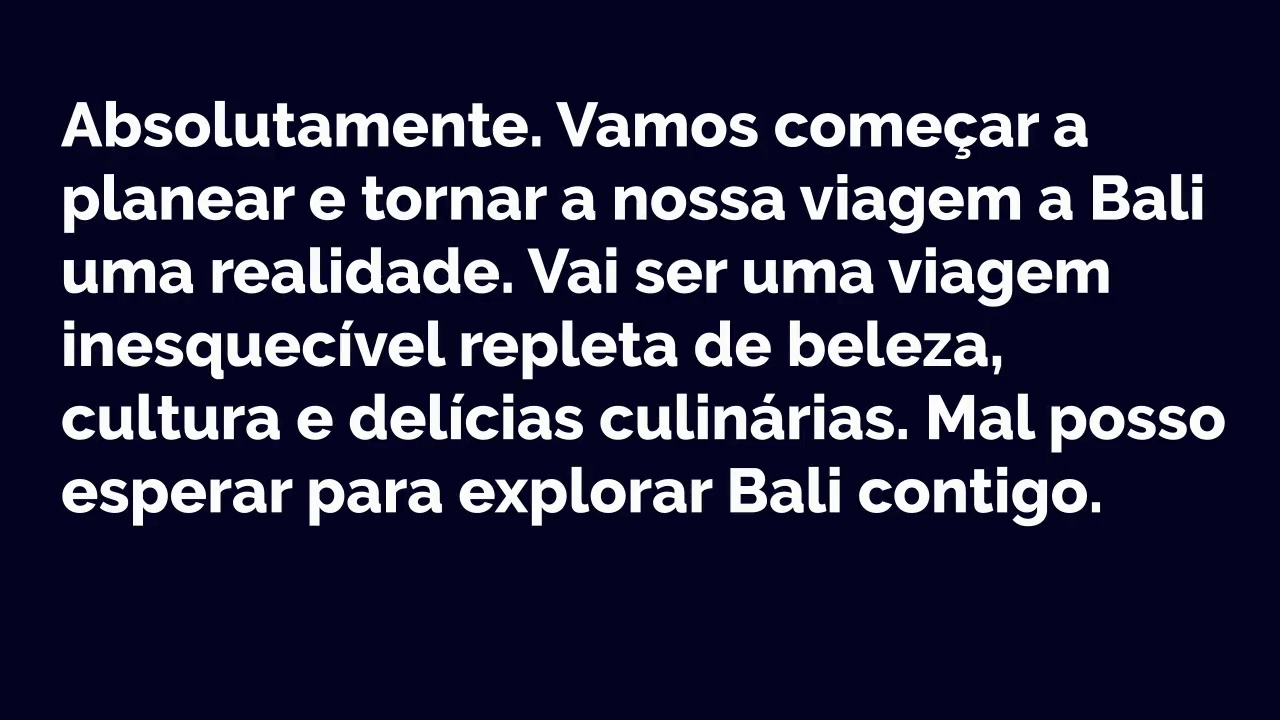 Absolutamente. Vamos começar a
planear e tornar a nossa viagem a Bali
uma realidade. Vai ser uma viagem
inesquecível repleta de beleza,
cultura e delícias culinárias. Mal posso
esperar para explorar Bali contigo.